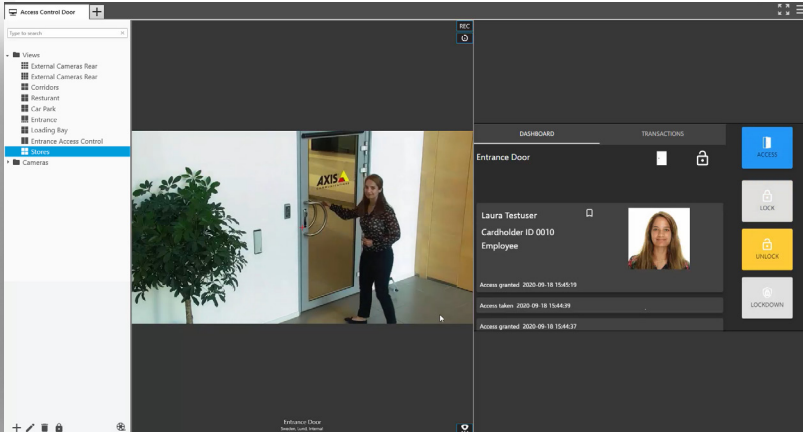 Access Control Door
REC
Type to search
Views
External Cameras Rear
External Cameras Rear
Corridors
Resturant
Car Park
Entrance
Loading Bay
Entrance Access Control
Stores
Cameras
AXIS
Entrance Door
Sweden, Lund, Internal
DASHBOARD
TRANSACTIONS
Entrance Door
Laura Testuser
Cardholder ID 0010
Employee
Access granted 2020-09-18 15:45:19
Access taken 2020-09-18 15:44:39
Access granted 2020-09-18 15:44:37
ACCESS
LOCK
UNLOCK
LOCKDOWN